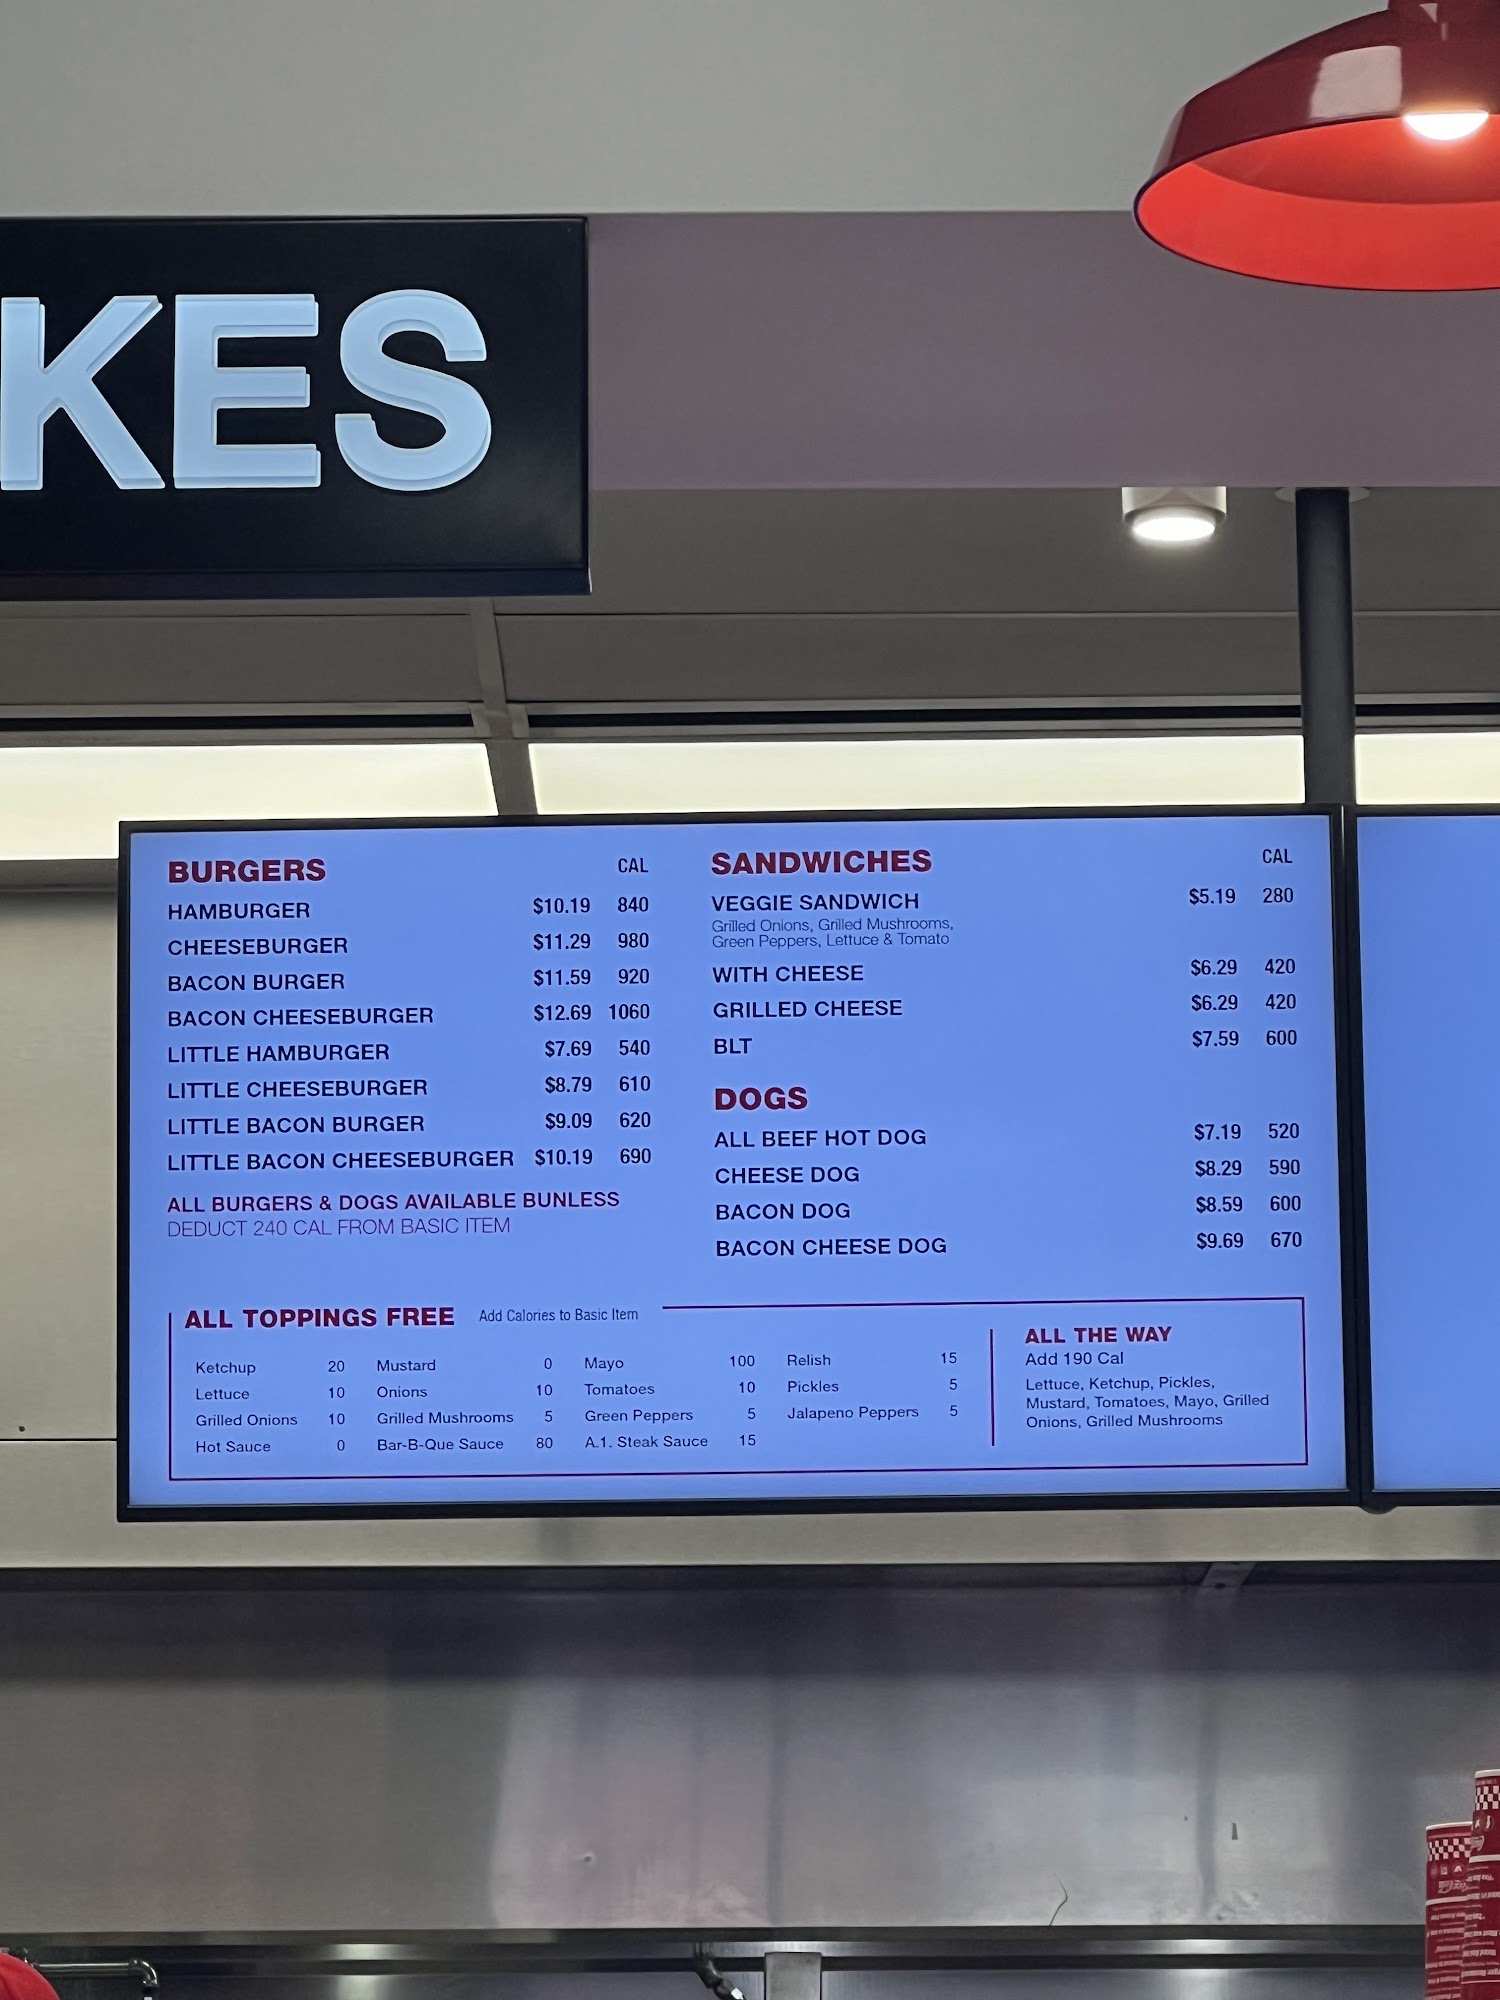 KES
BURGERS CAL
HAMBURGER $10.19 840
CHEESEBURGER $11.29 980
BACON BURGER $11.59 920
BACON CHEESEBURGER $12.69 1060
LITTLE HAMBURGER $7.69 540
LITTLE CHEESEBURGER $8.79 610
LITTLE BACON BURGER $9.09 620
LITTLE BACON CHEESEBURGER $10.19 690
ALL BURGERS & DOGS AVAILABLE BUNLESS
DEDUCT 240 CAL FROM BASIC ITEM
SANDWICHES CAL
VEGGIE SANDWICH $5.19 280
Grilled Onions, Grilled Mushrooms,
Green Peppers, Lettuce & Tomato
WITH CHEESE $6.29 420
GRILLED CHEESE $6.29 420
BLT $7.59 600
DOGS
ALL BEEF HOT DOG $7.19 520
CHEESE DOG $8.29 590
BACON DOG $8.59 600
BACON CHEESE DOG $9.69 670
ALL TOPPINGS FREE Add Calories to Basic Item
Ketchup 20 Mustard 0 Mayo 100 Relish 15
Lettuce 10 Onions 10 Tomatoes 10 Pickles 5
Grilled Onions 10 Grilled Mushrooms 5 Green Peppers 5 Jalapeno Peppers 5
Hot Sauce 0 Bar-B-Que Sauce 80 A.1. Steak Sauce 15
ALL THE WAY
Add 190 Cal
Lettuce, Ketchup, Pickles,
Mustard, Tomatoes, Mayo, Grilled
Onions, Grilled Mushrooms